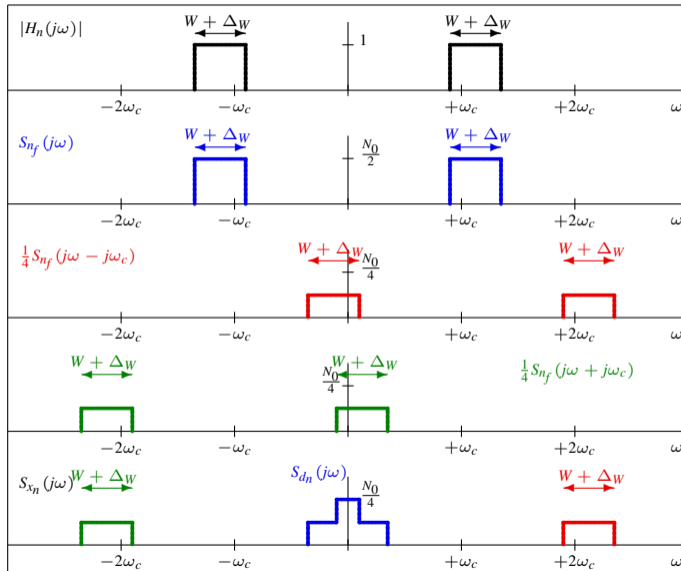 |H_n(jω)| W + Δ_W W + Δ_W 1
−2ω_c −ω_c +ω_c +2ω_c ω
S_{n_f}(jω) W + Δ_W W + Δ_W N_0/2
−2ω_c −ω_c +ω_c +2ω_c ω
1/4 S_{n_f}(jω − jω_c) W + Δ_W N_0/4 W + Δ_W
−2ω_c −ω_c +ω_c +2ω_c ω
W + Δ_W N_0/4 W + Δ_W 1/4 S_{n_f}(jω + jω_c)
−2ω_c −ω_c +ω_c +2ω_c ω
S_{x_n}(jω) W + Δ_W S_{d_n}(jω) N_0/4 W + Δ_W
−2ω_c −ω_c +ω_c +2ω_c ω